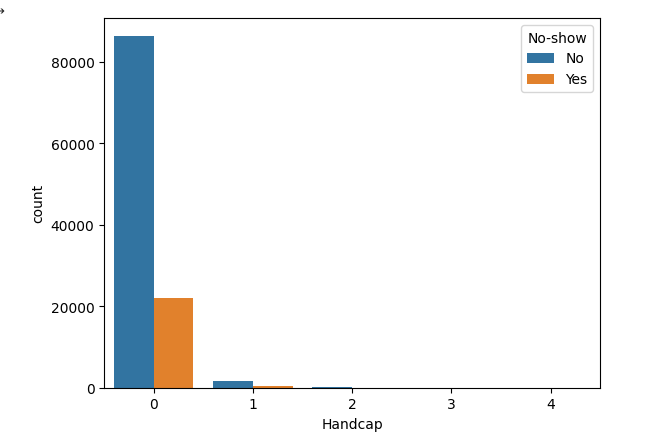 No-show
No
Yes
80000
60000
40000
20000
0
count
0 1 2 3 4
Handcap